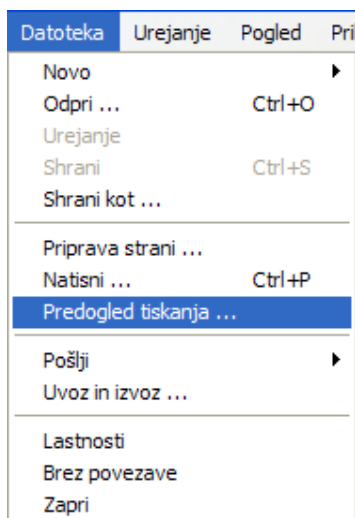 Datoteka Urejanje Pogled Pri
Novo
Odpri ... Ctrl+O
Urejanje
Shrani Ctrl+S
Shrani kot ...
Priprava strani ...
Natisni ... Ctrl+P
Predogled tiskanja ...
Pošlji
Uvoz in izvoz ...
Lastnosti
Brez povezave
Zapri